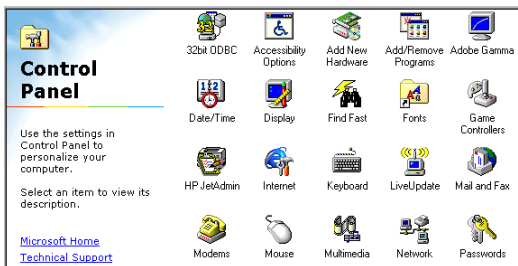 Control
Panel
Use the settings in
Control Panel to
personalize your
computer.
Select an item to view its
description.
Microsoft Home
Technical Support
32bit ODBC
Accessibility
Options
Add New
Hardware
Add/Remove
Programs
Adobe Gamma
Date/Time
Display
Find Fast
Fonts
Game
Controllers
HP JetAdmin
Internet
Keyboard
LiveUpdate
Mail and Fax
Modems
Mouse
Multimedia
Network
Passwords